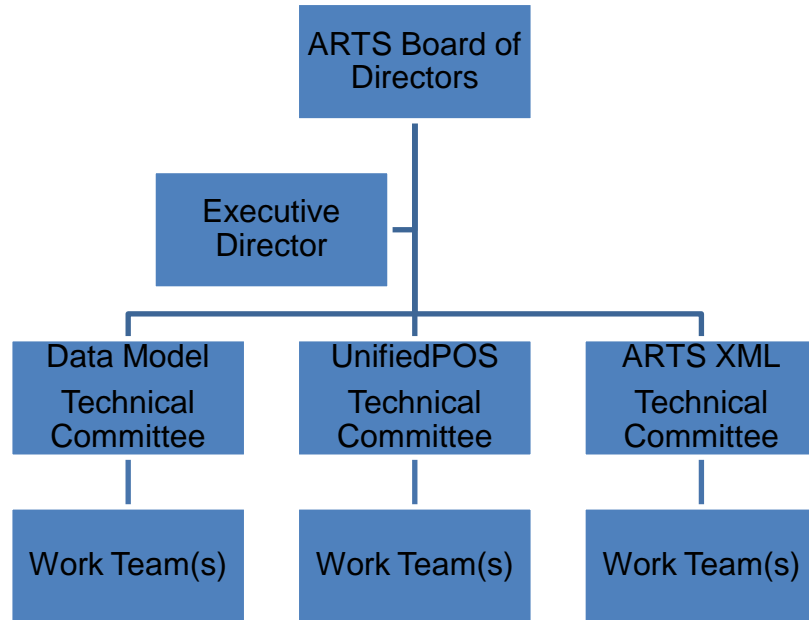 ARTS Board of
Directors
Executive
Director
Data Model
Technical
Committee
UnifiedPOS
Technical
Committee
ARTS XML
Technical
Committee
Work Team(s)
Work Team(s)
Work Team(s)